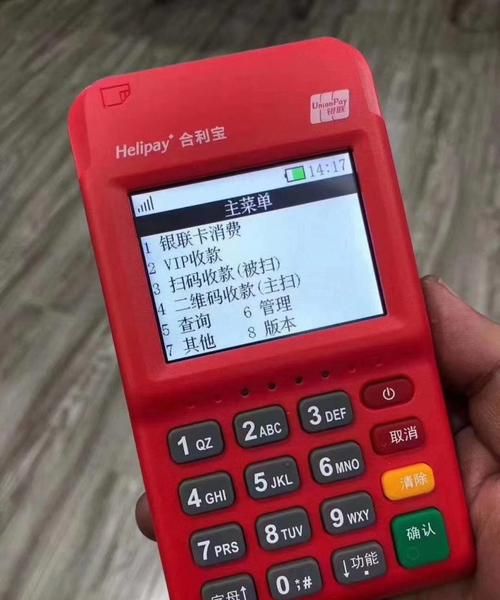 UnionPay
银联
Helipay 合利宝
14:17
主菜单
1 银联卡消费
2 VIP收款
3 扫码收款(被扫)
4 二维码收款(主扫)
5 查询 6 管理
7 其他 8 版本
1 QZ 2 ABC 3 DEF
4 GHI 5 JKL 6 MNO 取消
7 PRS 8 TUV 9 WXY 清除
字母↑ 0 *;# ↓功能 确认